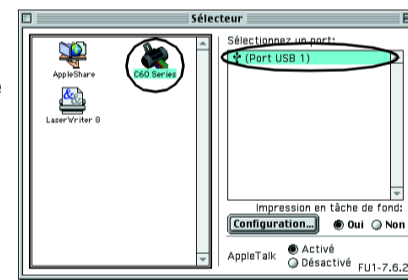 Sélecteur
AppleShare
C60 Series
LaserWriter 8
Sélectionnez un port:
(Port USB 1)
Impression en tâche de fond:
Configuration... Oui Non
AppleTalk Activé
Désactivé FU1-7.6.2